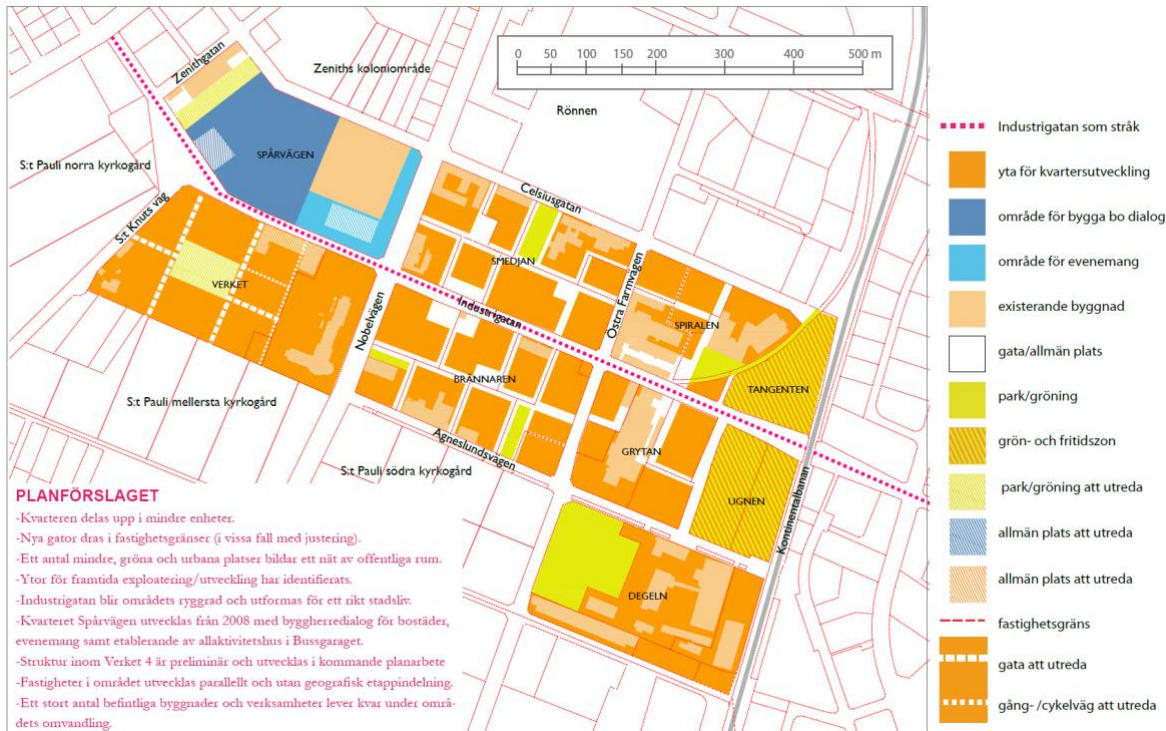 0 50 100 150 200 300 400 500 m
Zenithgatan
Zeniths koloniområde
Rönnen
S:t Pauli norra kyrkogård
SPÅRVÄGEN
S:t Knuts väg
Celsiusgatan
SMEDJAN
VERKET
Nobelvägen
Industrigatan
Östra Farmvägen
SPIRALEN
BRÄNNAREN
TANGENTEN
S:t Pauli mellersta kyrkogård
Agneslundsvägen
GRYTAN
S:t Pauli södra kyrkogård
UGNEN
Kontinentalbanan
DEGELN
PLANFÖRSLAGET
-Kvarteren delas upp i mindre enheter.
-Nya gator dras i fastighetsgränser (i vissa fall med justering).
-Ett antal mindre, gröna och urbana platser bildar ett nät av offentliga rum.
-Ytor för framtida exploatering/utveckling har identifierats.
-Industrigatan blir områdets ryggrad och utformas för ett rikt stadsliv.
-Kvarteret Spårvägen utvecklas från 2008 med byggherredialog för bostäder,
evenemang samt etablerande av allaktivitetshus i Bussgaraget.
-Struktur inom Verket 4 är preliminär och utvecklas i kommande planarbete
-Fastigheter i området utvecklas parallellt och utan geografisk etappindelning.
-Ett stort antal befintliga byggnader och verksamheter lever kvar under områ-
dets omvandling.
Industrigatan som stråk
yta för kvartersutveckling
område för bygga bo dialog
område för evenemang
existerande byggnad
gata/allmän plats
park/gröning
grön- och fritidszon
park/gröning att utreda
allmän plats att utreda
allmän plats att utreda
fastighetsgräns
gata att utreda
gång- /cykelväg att utreda